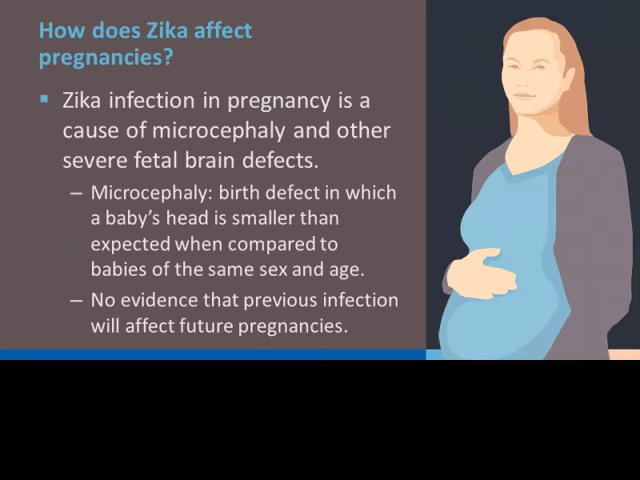 How does Zika affect
pregnancies?
▪ Zika infection in pregnancy is a
cause of microcephaly and other
severe fetal brain defects.
– Microcephaly: birth defect in which
a baby’s head is smaller than
expected when compared to
babies of the same sex and age.
– No evidence that previous infection
will affect future pregnancies.